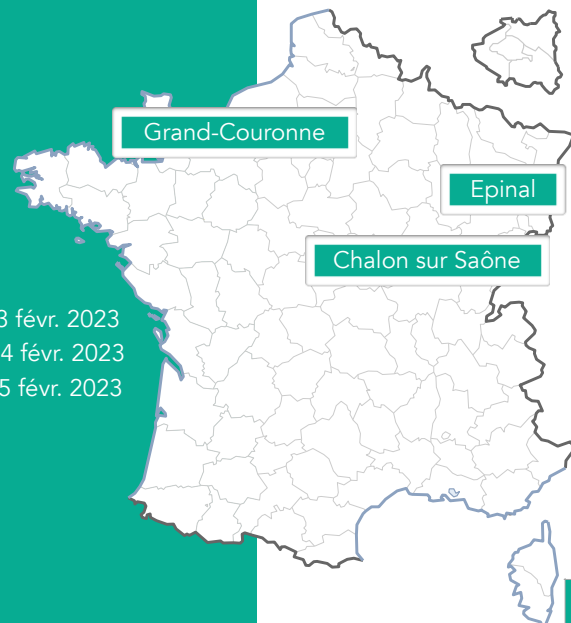 Grand-Couronne
Epinal
Chalon sur Saône
3 févr. 2023
4 févr. 2023
5 févr. 2023